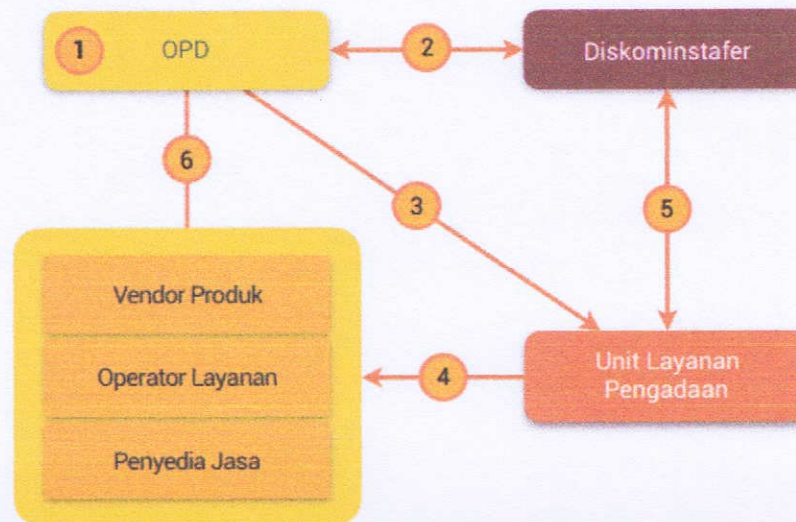 1 OPD
2
Diskominstafer
6
3
5
Vendor Produk
Operator Layanan
Penyedia Jasa
4
Unit Layanan
Pengadaan